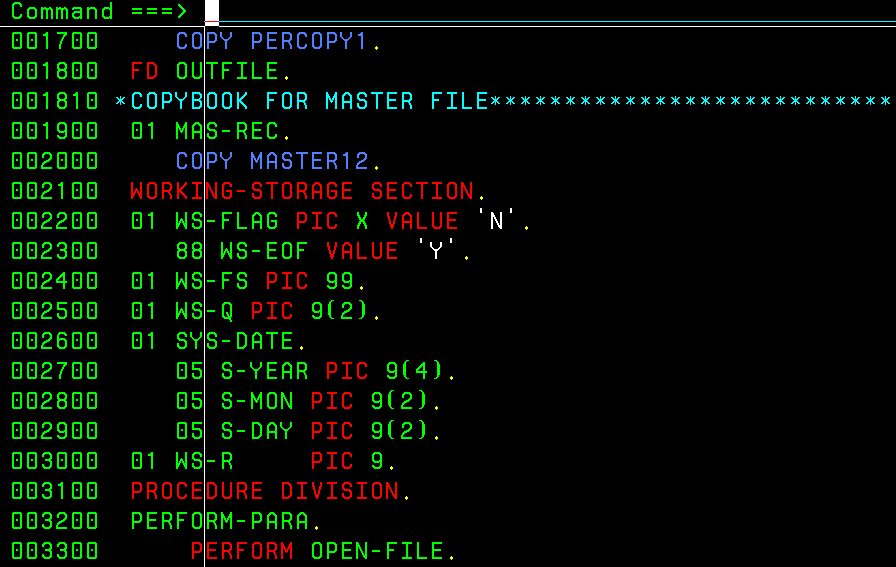 Command ===>
001700     COPY PERCOPY1.
001800  FD OUTFILE.
001810 *COPYBOOK FOR MASTER FILE***************************
001900  01 MAS-REC.
002000     COPY MASTER12.
002100  WORKING-STORAGE SECTION.
002200  01 WS-FLAG PIC X VALUE 'N'.
002300     88 WS-EOF VALUE 'Y'.
002400  01 WS-FS PIC 99.
002500  01 WS-Q PIC 9(2).
002600  01 SYS-DATE.
002700     05 S-YEAR PIC 9(4).
002800     05 S-MON PIC 9(2).
002900     05 S-DAY PIC 9(2).
003000  01 WS-R     PIC 9.
003100  PROCEDURE DIVISION.
003200  PERFORM-PARA.
003300      PERFORM OPEN-FILE.